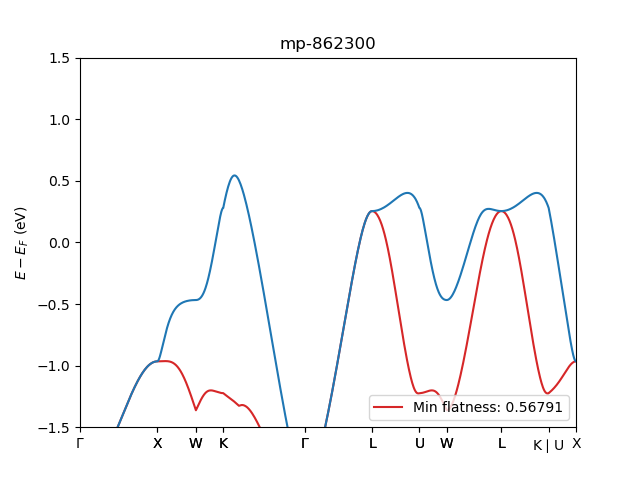 mp-862300
E − E_F (eV)
1.5
1.0
0.5
0.0
−0.5
−1.0
−1.5
Min flatness: 0.56791
Γ X W K Γ L U W L K | U X